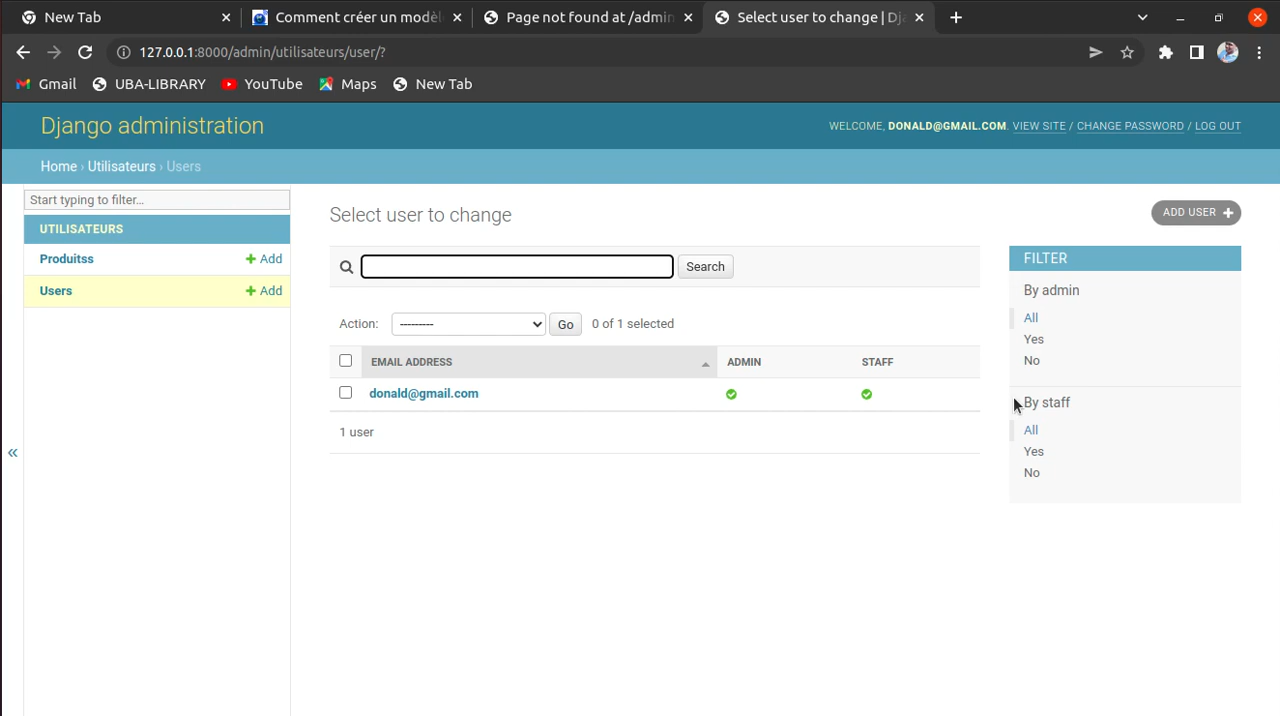 New Tab
Comment créer un modèl
Page not found at /admin
Select user to change | Dja
127.0.0.1:8000/admin/utilisateurs/user/?
Gmail
UBA-LIBRARY
YouTube
Maps
New Tab
Django administration
WELCOME, DONALD@GMAIL.COM. VIEW SITE / CHANGE PASSWORD / LOG OUT
Home › Utilisateurs › Users
Start typing to filter...
UTILISATEURS
Produitss
+ Add
Users
+ Add
«
Select user to change
ADD USER +
Search
Action:
---------
Go
0 of 1 selected
EMAIL ADDRESS
ADMIN
STAFF
donald@gmail.com
1 user
FILTER
By admin
All
Yes
No
By staff
All
Yes
No